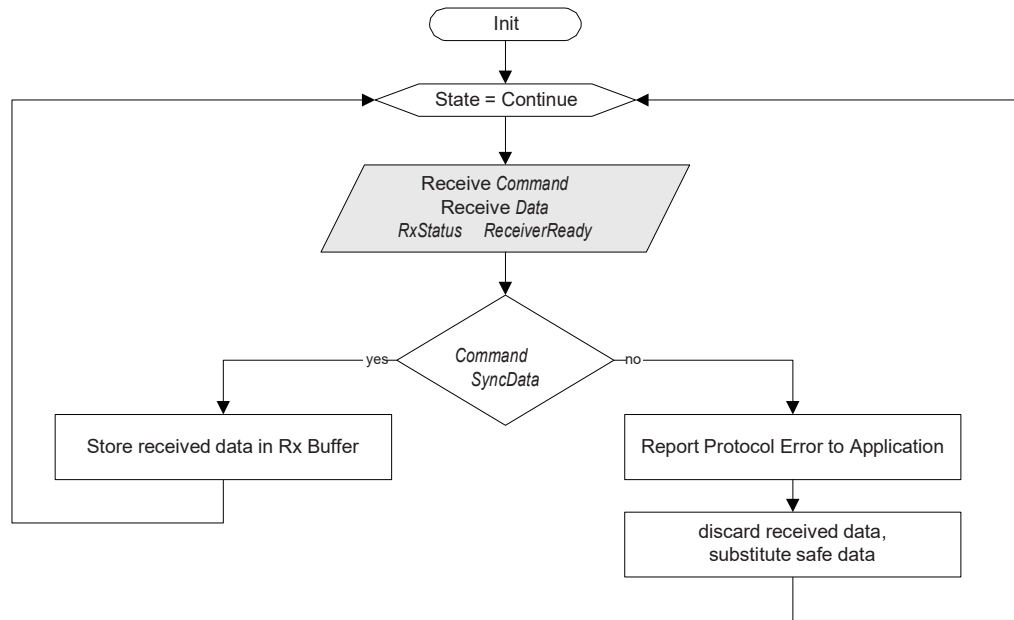 Init
State = Continue
Receive Command
Receive Data
RxStatus ReceiverReady
yes
Command
SyncData
no
Store received data in Rx Buffer
Report Protocol Error to Application
discard received data,
substitute safe data